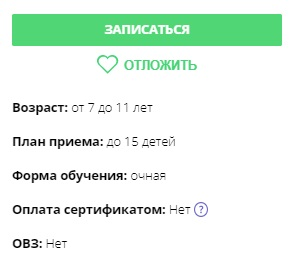 ЗАПИСАТЬСЯ
ОТЛОЖИТЬ
Возраст: от 7 до 11 лет
План приема: до 15 детей
Форма обучения: очная
Оплата сертификатом: Нет ?
ОВЗ: Нет